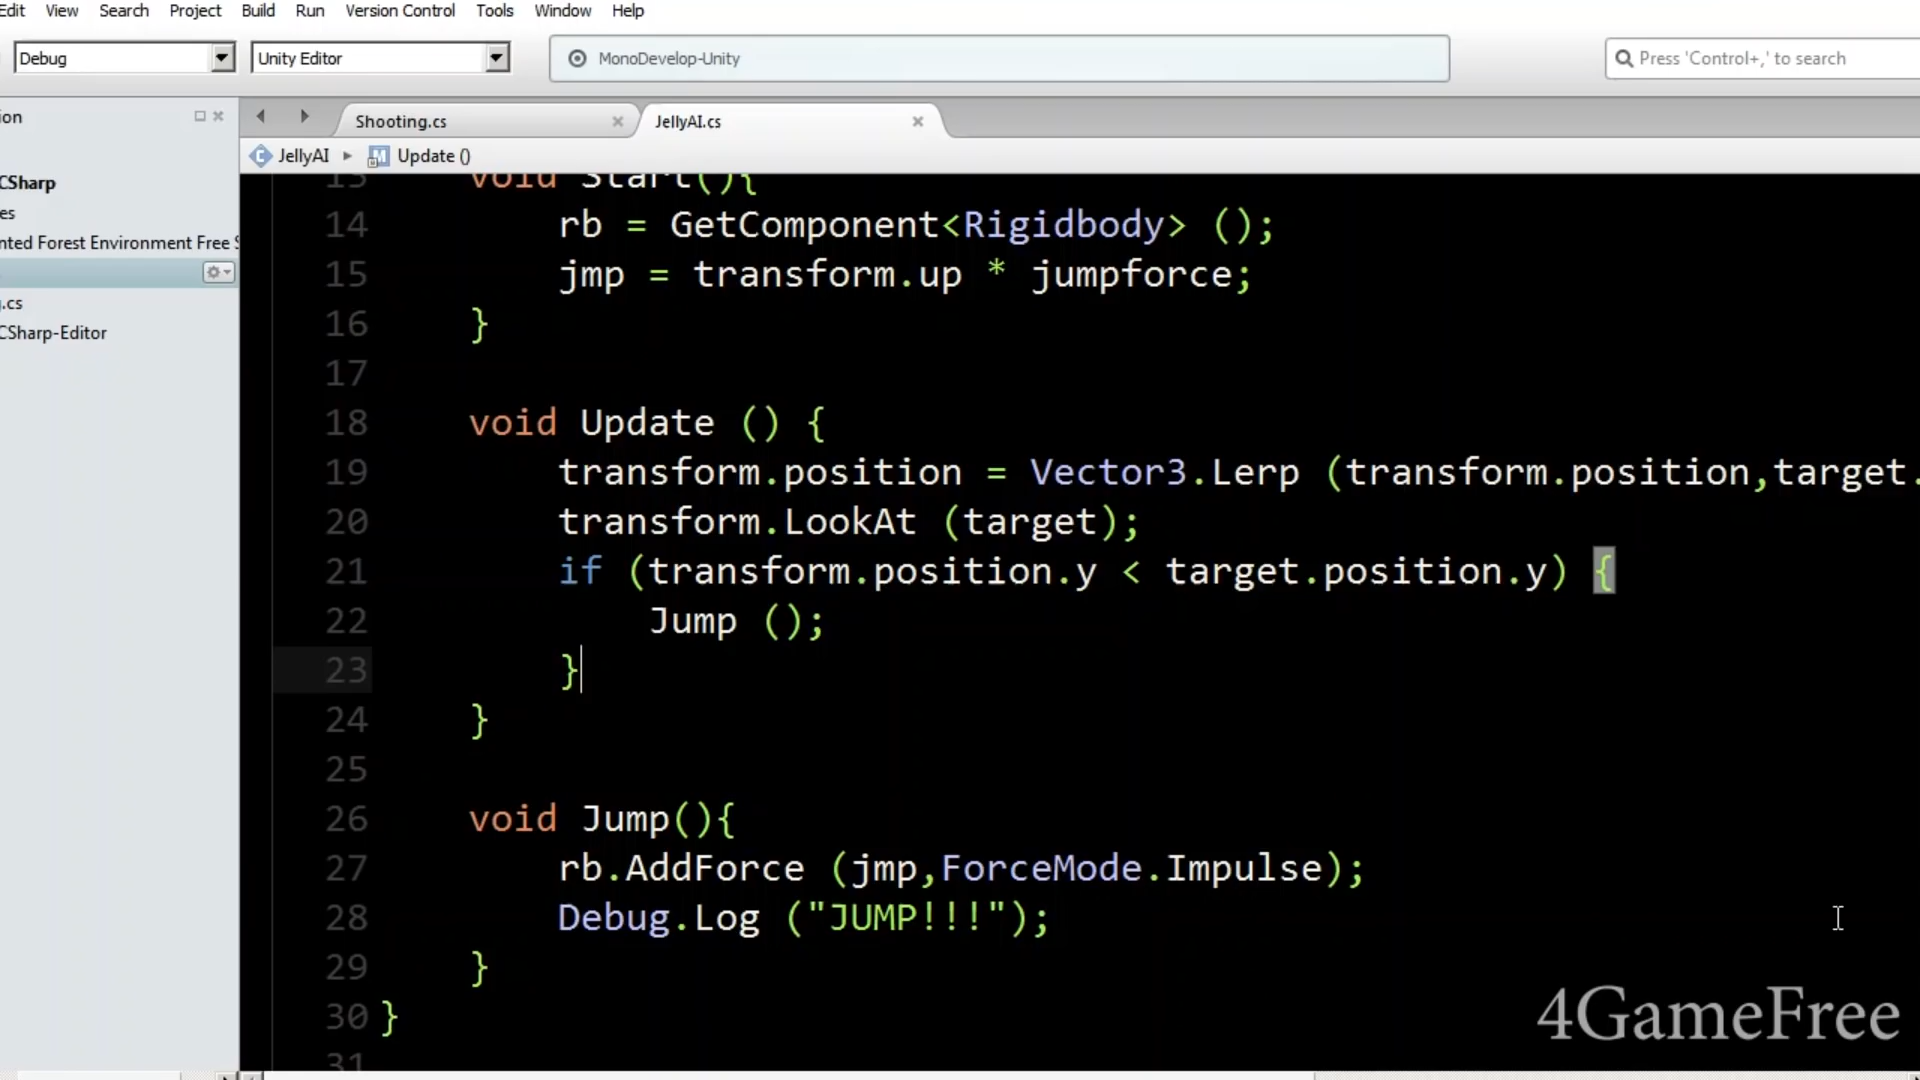 Edit View Search Project Build Run Version Control Tools Window Help
Debug Unity Editor MonoDevelop-Unity Press 'Control+,' to search
ion Shooting.cs JellyAI.cs
JellyAI Update ()
CSharp
es
nted Forest Environment Free S
.cs
CSharp-Editor
13 void Start(){
14 rb = GetComponent<Rigidbody> ();
15 jmp = transform.up * jumpforce;
16 }
17
18 void Update () {
19 transform.position = Vector3.Lerp (transform.position,target.
20 transform.LookAt (target);
21 if (transform.position.y < target.position.y) {
22 Jump ();
23 }
24 }
25
26 void Jump(){
27 rb.AddForce (jmp,ForceMode.Impulse);
28 Debug.Log ("JUMP!!!");
29 }
30 }
31
4GameFree